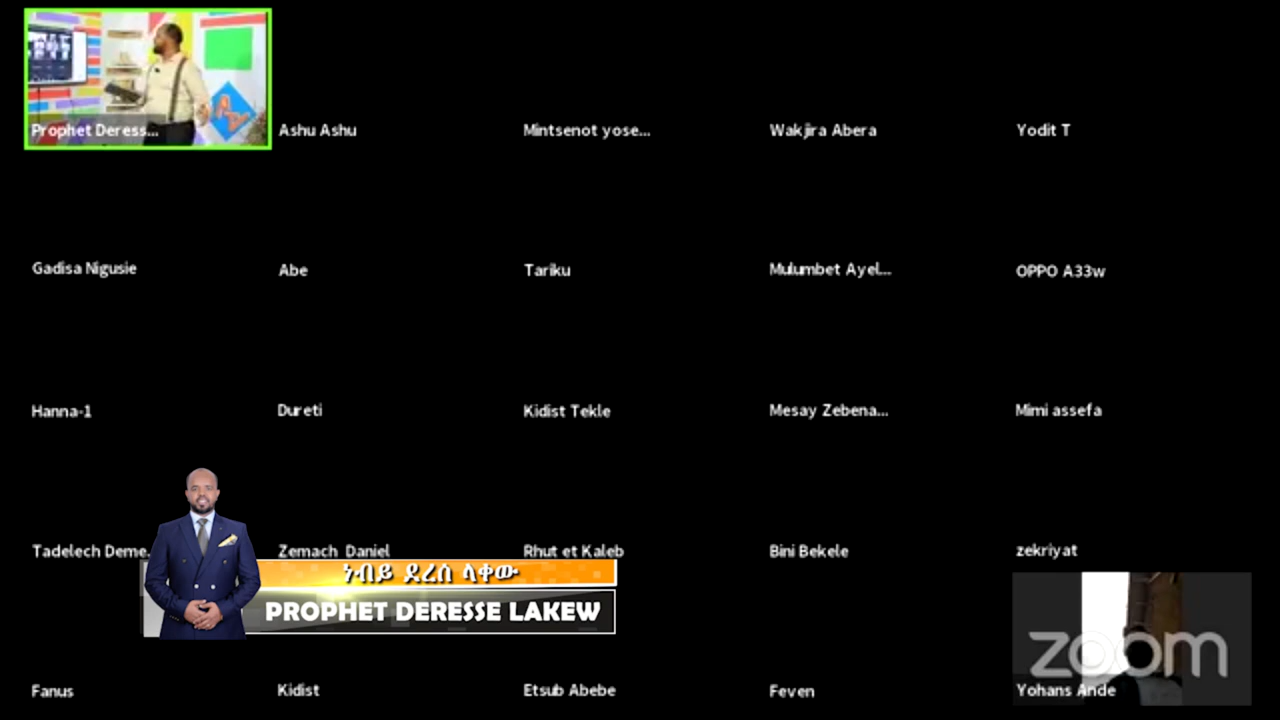 Prophet Deress...
Ashu Ashu
Mintsenot yose...
Wakjira Abera
Yodit T
Gadisa Nigusie
Abe
Tariku
Mulumbet Ayel...
OPPO A33w
Hanna-1
Dureti
Kidist Tekle
Mesay Zebena...
Mimi assefa
Tadelech Deme.
Zemach Daniel
Rhut et Kaleb
Bini Bekele
zekriyat
ነብይ ደረሰ ላቀው
PROPHET DERESSE LAKEW
zoom
Fanus
Kidist
Etsub Abebe
Feven
Yohans Ande